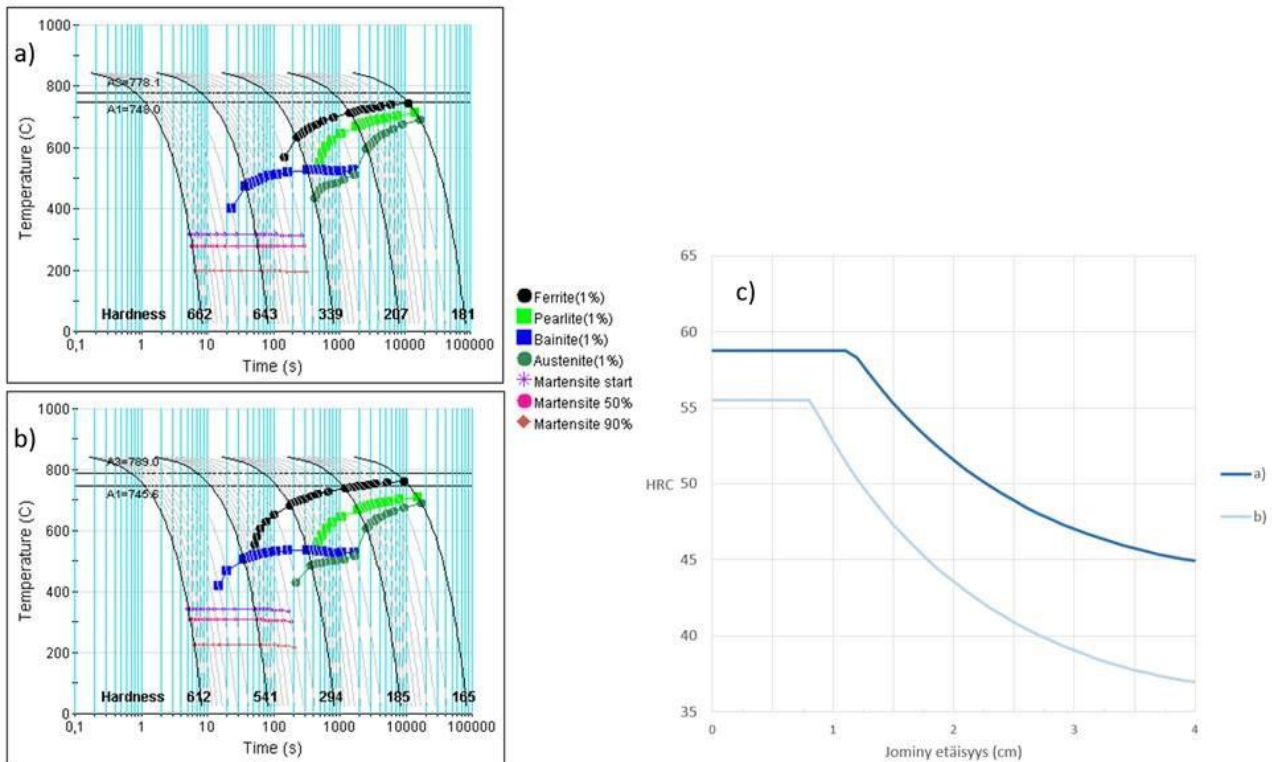 a)
Temperature (C)
1000
800
600
400
200
0
A3=778.1
A1=748.0
Hardness 662 643 339 207 181
0,1 1 10 100 1000 10000 100000
Time (s)
b)
Temperature (C)
1000
800
600
400
200
0
A3=789.0
A1=745.6
Hardness 612 541 294 185 165
0,1 1 10 100 1000 10000 100000
Time (s)
Ferrite(1%)
Pearlite(1%)
Bainite(1%)
Austenite(1%)
Martensite start
Martensite 50%
Martensite 90%
c)
HRC
65
60
55
50
45
40
35
0 1 2 3 4
Jominy etäisyys (cm)
a)
b)